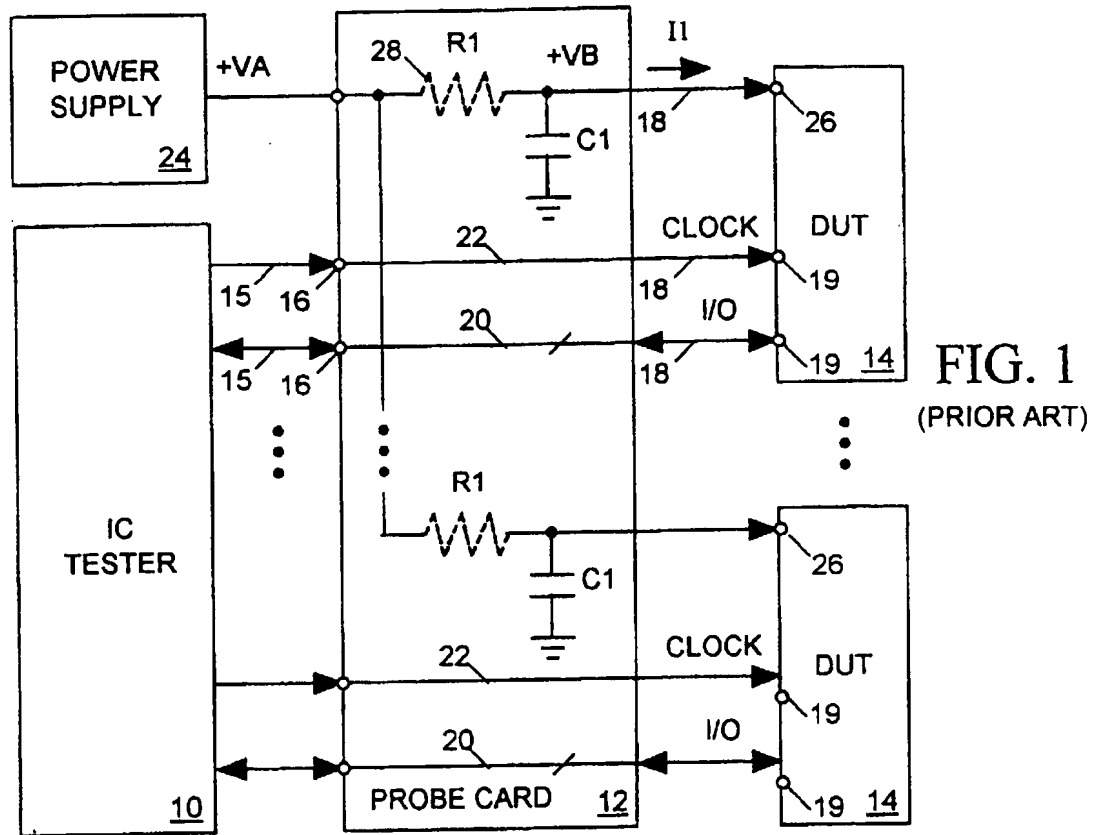 POWER
SUPPLY
24
+VA
28
R1
+VB
I1
C1
18
26
22
CLOCK
DUT
15
16
18
19
20
I/O
15
16
18
19
14
FIG. 1
(PRIOR ART)
IC
TESTER
R1
C1
26
22
CLOCK
DUT
19
20
I/O
10
PROBE CARD
12
19
14